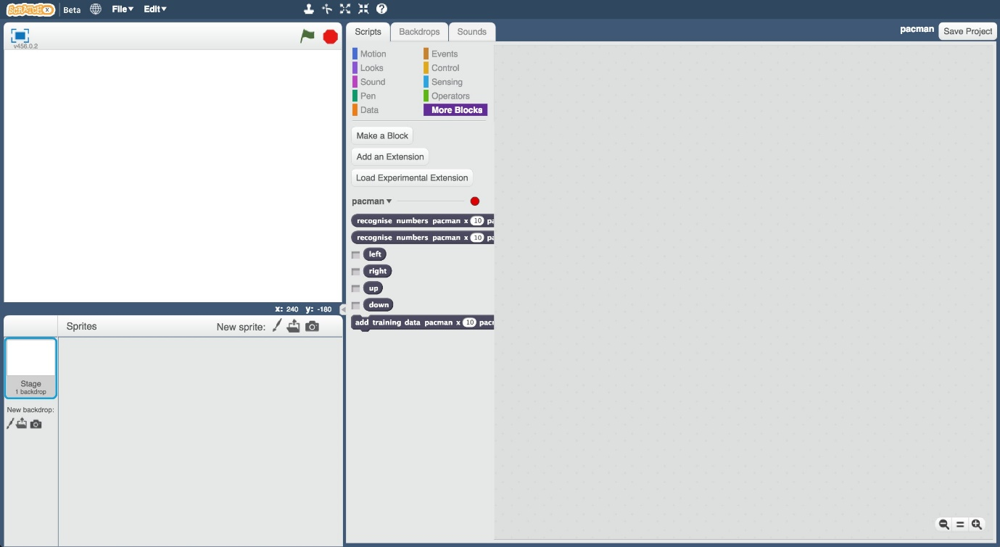 SCRATCHX Beta File Edit
v456.0.2
Scripts Backdrops Sounds
pacman Save Project
Motion Events
Looks Control
Sound Sensing
Pen Operators
Data More Blocks
Make a Block
Add an Extension
Load Experimental Extension
pacman
recognise numbers pacman x 10 pa
recognise numbers pacman x 10 pa
left
right
up
down
add training data pacman x 10 pacr
x: 240 y: -180
Sprites New sprite:
Stage
1 backdrop
New backdrop: